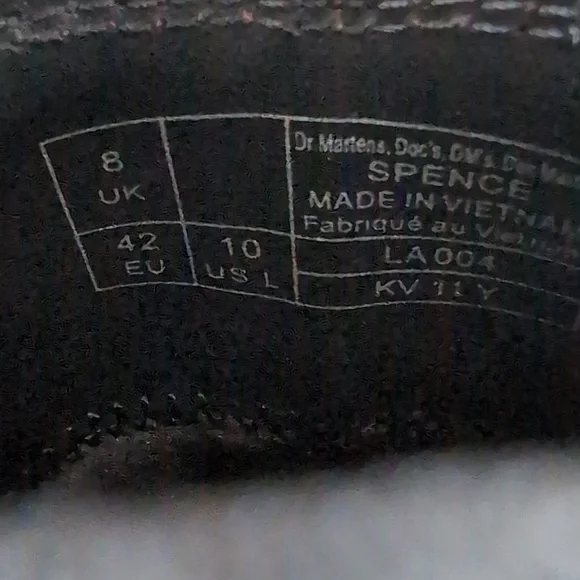 8
UK
42
EU
10
US L
Dr Martens, Doc's, DM's,
SPENCE
MADE IN VIETNAM
Fabriqué au Vietnam
LA004
KV 11 Y